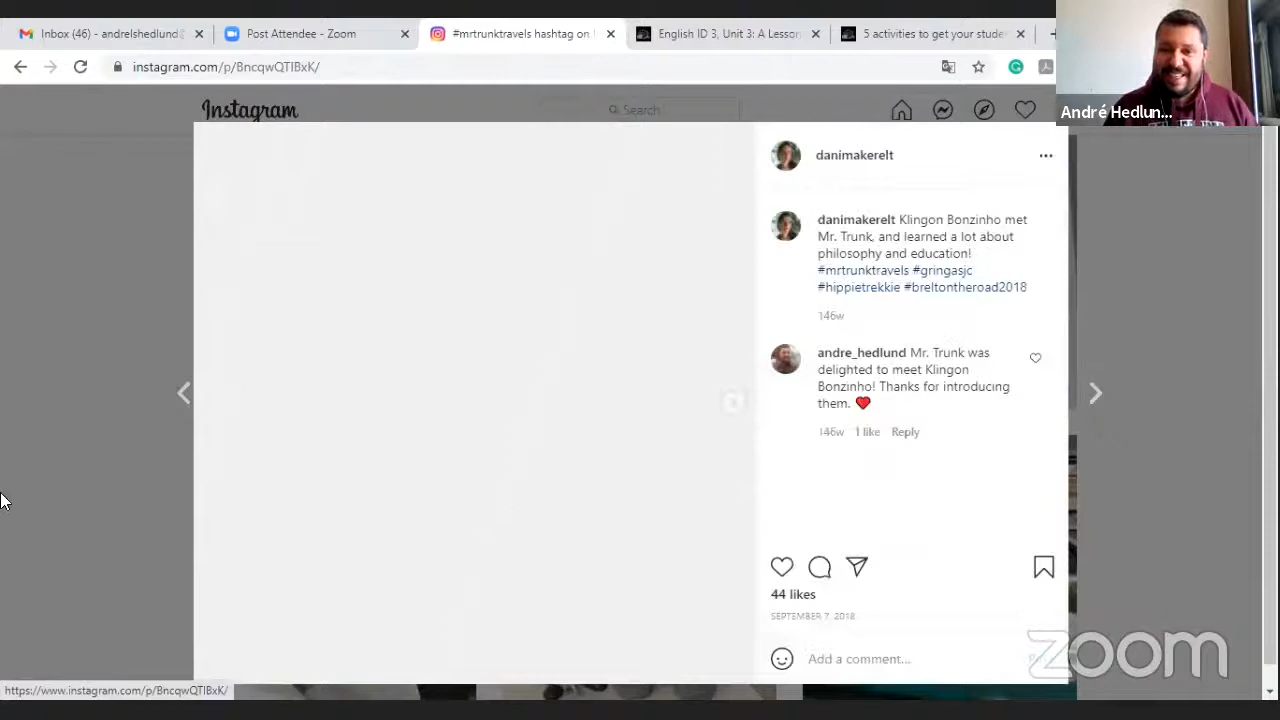 Inbox (46) - andrelshedlund@
Post Attendee - Zoom
#mrtrunktravels hashtag on
English ID 3, Unit 3: A Lesson
5 activities to get your stude
instagram.com/p/BncqwQTlBxK/
André Hedlun...
Instagram
Search
danimakerelt
danimakerelt Klingon Bonzinho met
Mr. Trunk, and learned a lot about
philosophy and education!
#mrtrunktravels #gringasjc
#hippietrekkie #breltontheroad2018
146w
andre_hedlund Mr. Trunk was
delighted to meet Klingon
Bonzinho! Thanks for introducing
them. ❤
146w 1 like Reply
44 likes
SEPTEMBER 7, 2018
Add a comment...
zoom
https://www.instagram.com/p/BncqwQTlBxK/